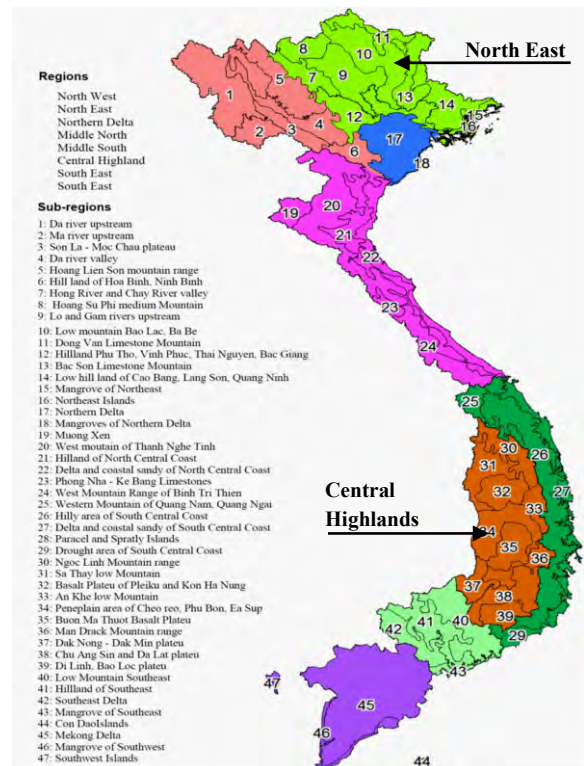 Regions
North West
North East
Northern Delta
Middle North
Middle South
Central Highland
South East
South East
Sub-regions
1: Da river upstream
2: Ma river upstream
3: Son La - Moc Chau plateau
4: Da river valley
5: Hoang Lien Son mountain range
6: Hill land of Hoa Binh, Ninh Binh
7: Hong River and Chay River valley
8: Hoang Su Phi medium Mountain
9: Lo and Gam rivers upstream
10: Low mountain Bao Lac, Ba Be
11: Dong Van Limestone Mountain
12: Hillland Phu Tho, Vinh Phuc, Thai Nguyen, Bac Giang
13: Bac Son Limestone Mountain
14: Low hill land of Cao Bang, Lang Son, Quang Ninh
15: Mangrove of Northeast
16: Northeast Islands
17: Northern Delta
18: Mangroves of Northern Delta
19: Muong Xen
20: West moutain of Thanh Nghe Tinh
21: Hilland of North Central Coast
22: Delta and coastal sandy of North Central Coast
23: Phong Nha - Ke Bang Limestones
24: West Mountain Range of Binh Tri Thien
25: Western Mountain of Quang Nam, Quang Ngai
26: Hilly area of South Central Coast
27: Delta and coastal sandy of South Central Coast
28: Paracel and Spratly Islands
29: Drought area of South Central Coast
30: Ngoc Linh Mountain range
31: Sa Thay low Mountain
32: Basalt Plateu of Pleiku and Kon Ha Nung
33: An Khe low Mountain
34: Peneplain area of Cheo reo, Phu Bon, Ea Sup
35: Buon Ma Thuot Basalt Plateu
36: Man Drack Mountain range
37: Dak Nong - Dak Min plateu
38: Chu Ang Sin and Da Lat plateu
39: Di Linh, Bao Loc plateu
40: Low Mountain Southeast
41: Hillland of Southeast
42: Southeast Delta
43: Mangrove of Southeast
44: Con DaoIslands
45: Mekong Delta
46: Mangrove of Southwest
47: Southwest Islands
North East
Central
Highlands
11
8
10
5
7
9
1
13
14
15
12
16
4
17
2
3
6
18
20
19
21
22
23
24
25
30
26
31
32
27
33
34
35
36
37
38
39
42
41
40
29
43
47
45
46
44